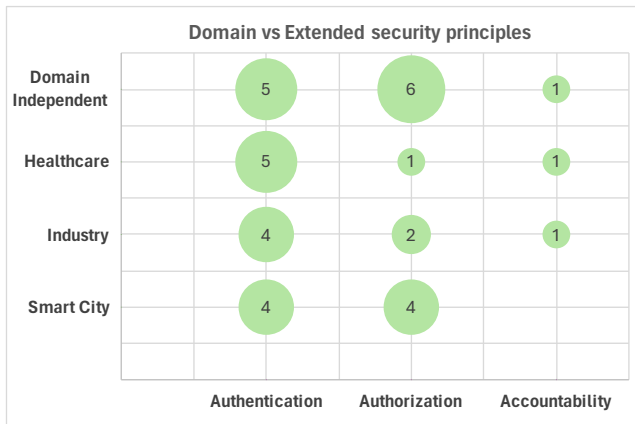 Domain vs Extended security principles
Domain
Independent
5
6
1
Healthcare
5
1
1
Industry
4
2
1
Smart City
4
4
Authentication
Authorization
Accountability